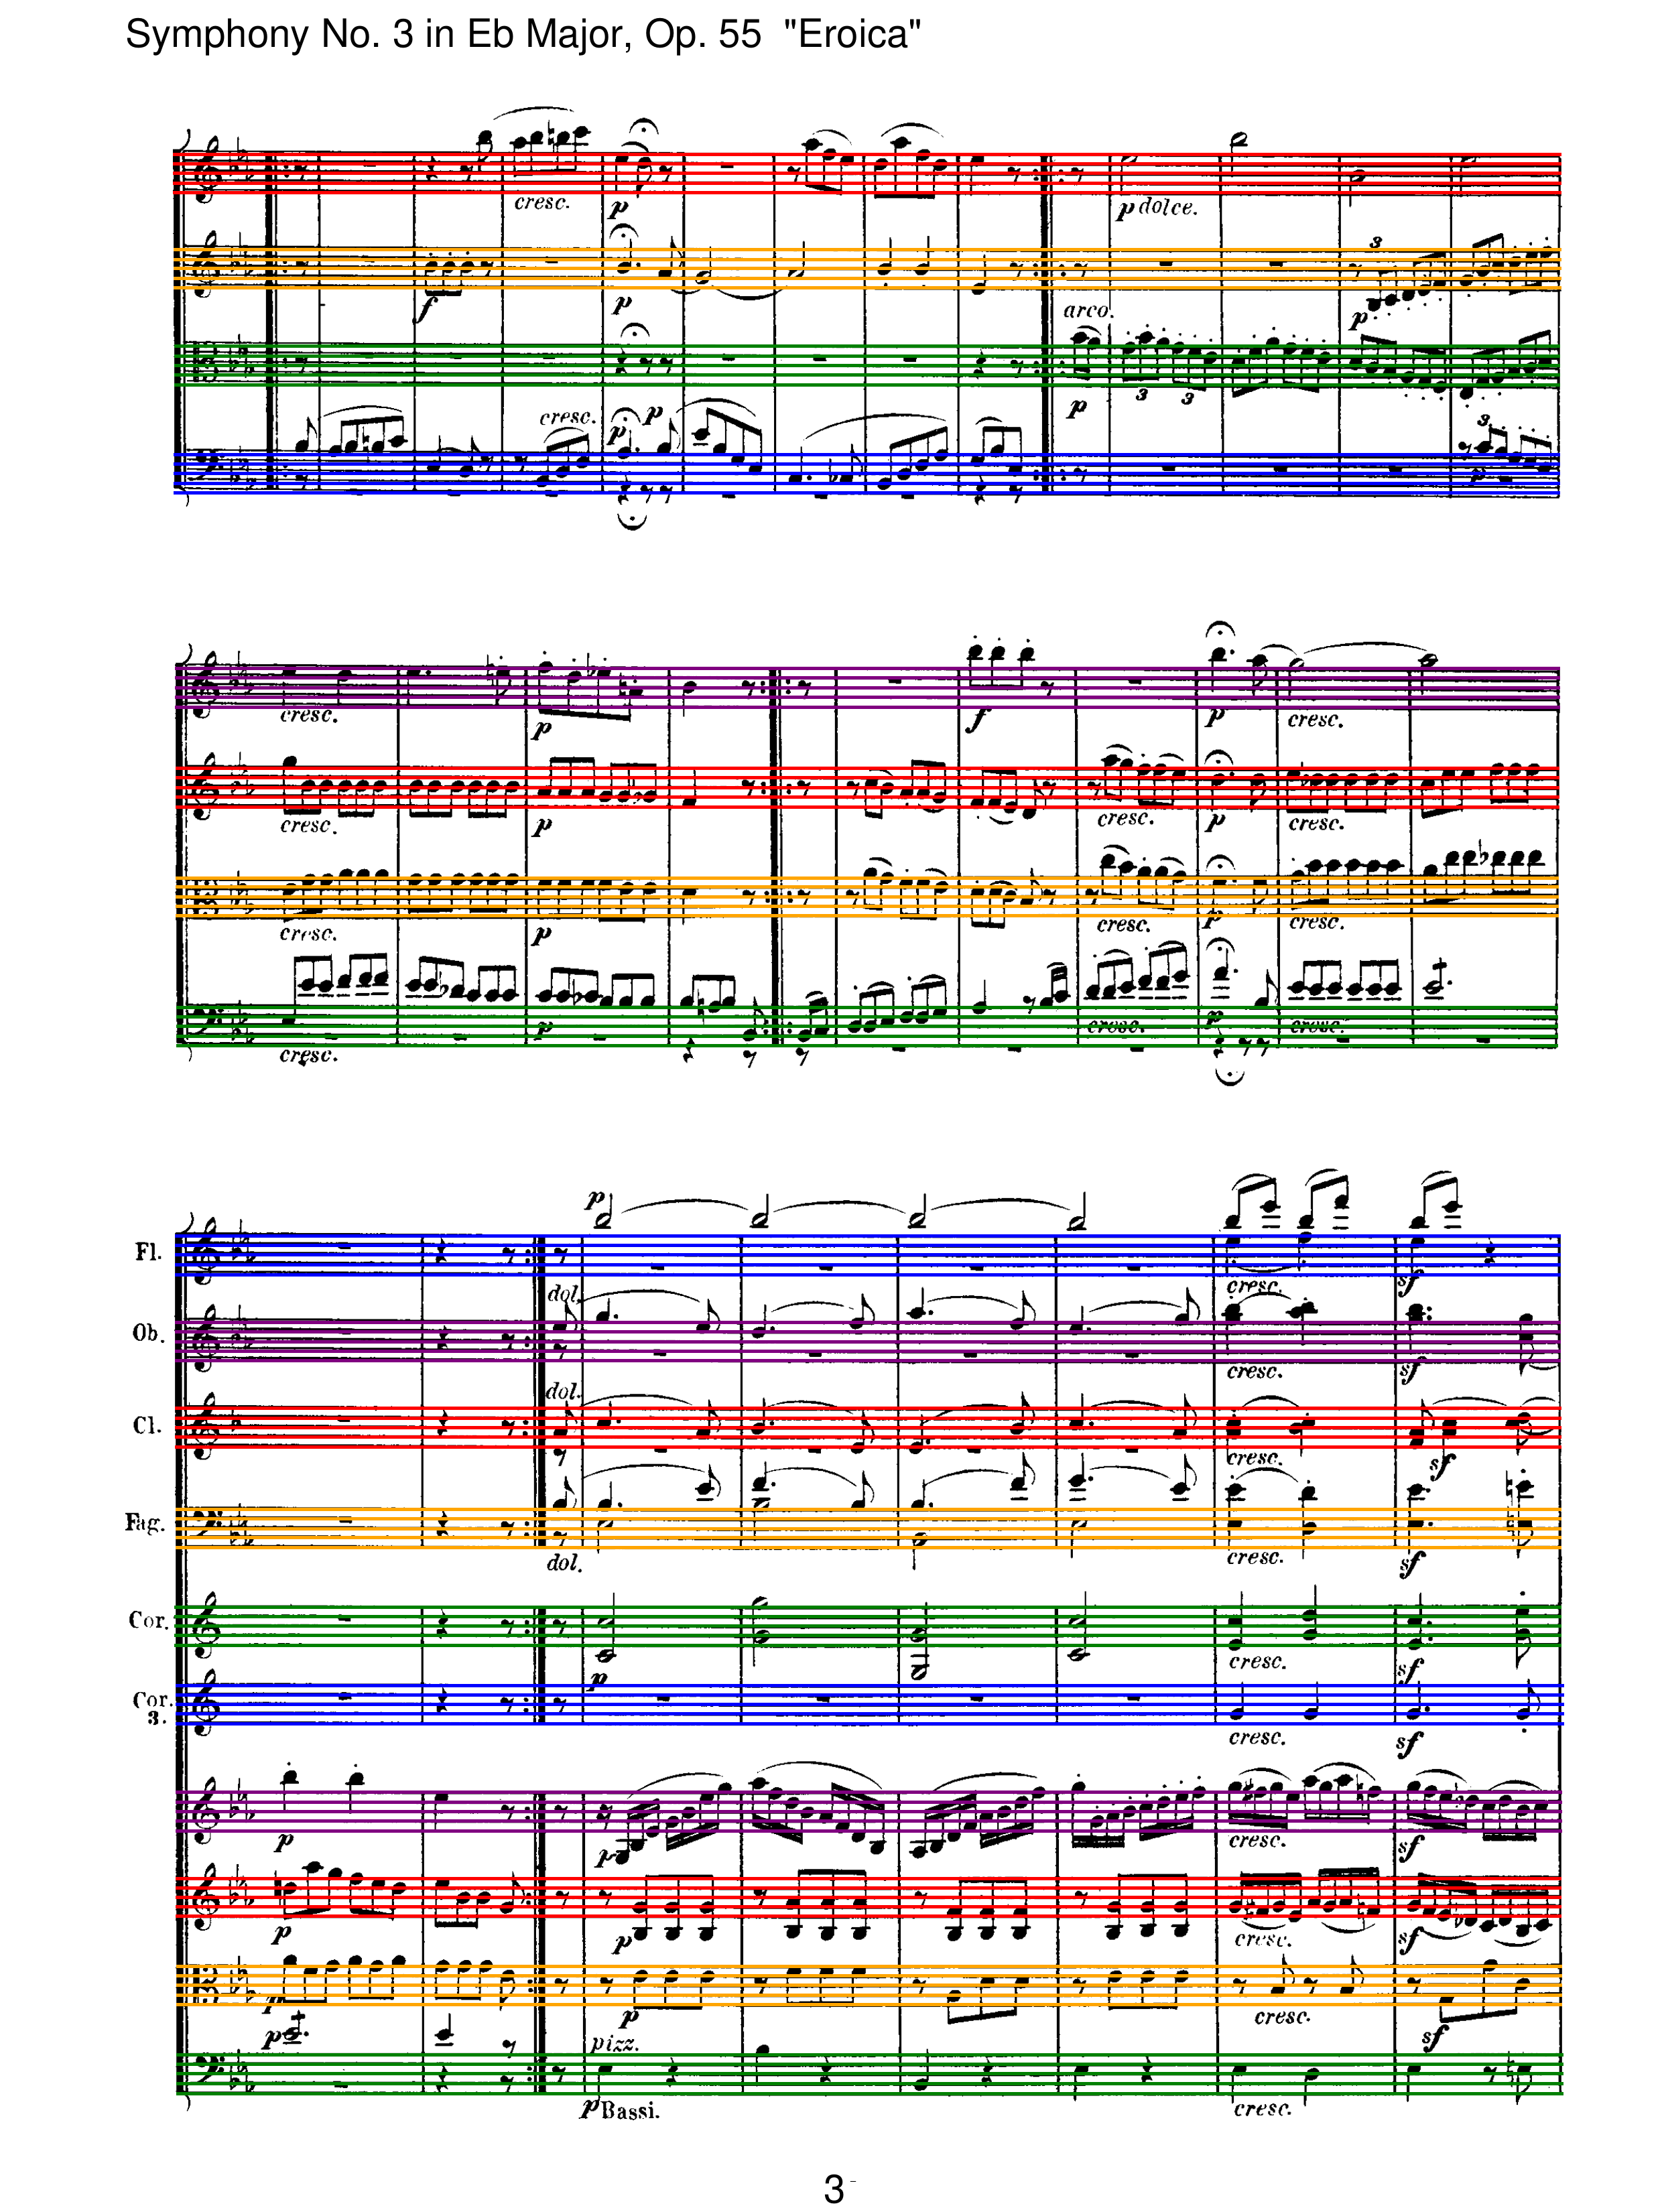 Symphony No. 3 in Eb Major, Op. 55 "Eroica"
cresc. p p dolce.
f p arco. p
3
p 3 3
cresc. p p 3 p
cresc. p f p cresc.
cresc. p cresc. p cresc.
cresc. p cresc. p cresc.
cresc. p cresc. p cresc.
p
Fl. cresc. sf
dol.
Ob. cresc. sf
dol.
Cl. cresc. sf
Fag. dol. cresc. sf
Cor. p cresc. sf
Cor. 3. cresc. sf
p p cresc. sf
p p cresc. sf
p p cresc. sf
p pizz.
p Bassi. cresc.
3